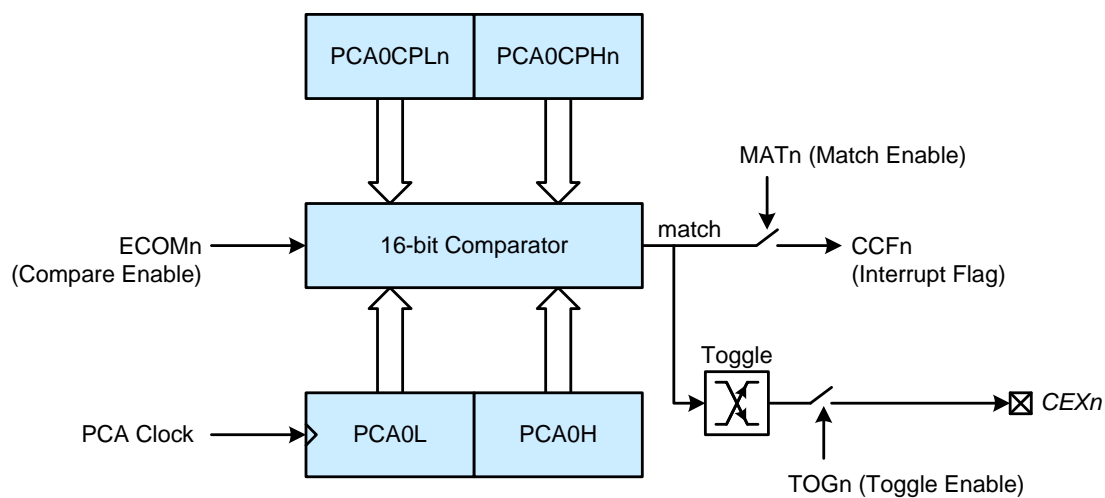 PCA0CPLn
PCA0CPHn
MATn (Match Enable)
ECOMn
(Compare Enable)
16-bit Comparator
match
CCFn
(Interrupt Flag)
Toggle
CEXn
PCA Clock
PCA0L
PCA0H
TOGn (Toggle Enable)